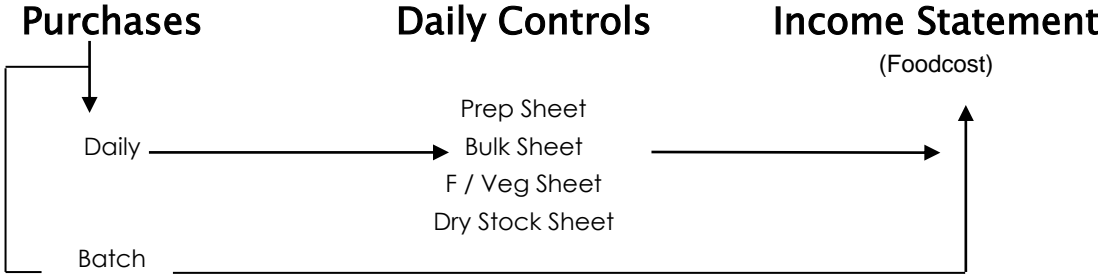 Purchases Daily Controls Income Statement
(Foodcost)
Prep Sheet
Daily Bulk Sheet
F / Veg Sheet
Dry Stock Sheet
Batch